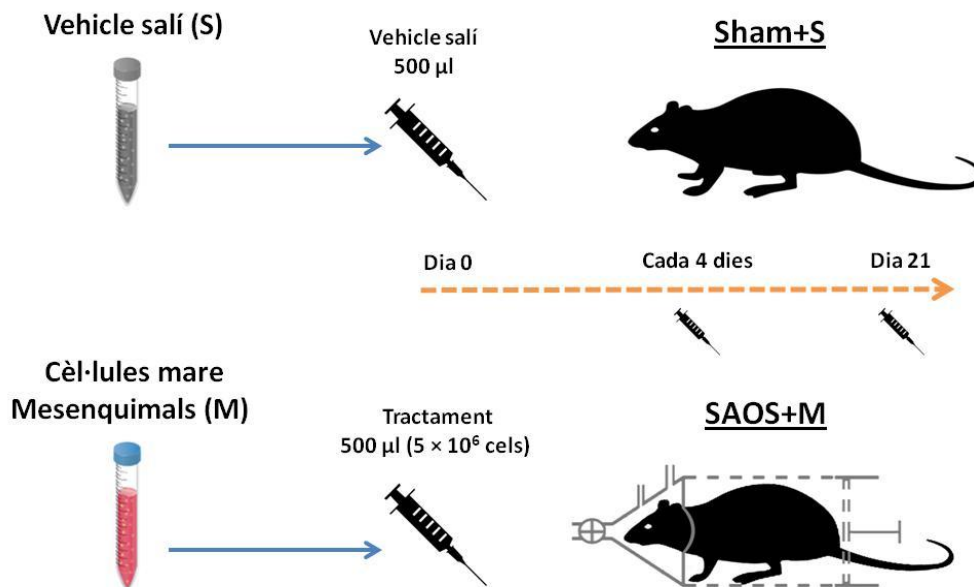 Vehicle salí (S)
Vehicle salí
500 µl
Sham+S
Dia 0
Cada 4 dies
Dia 21
Cèl·lules mare
Mesenquimals (M)
Tractament
500 µl (5 × 10⁶ cels)
SAOS+M